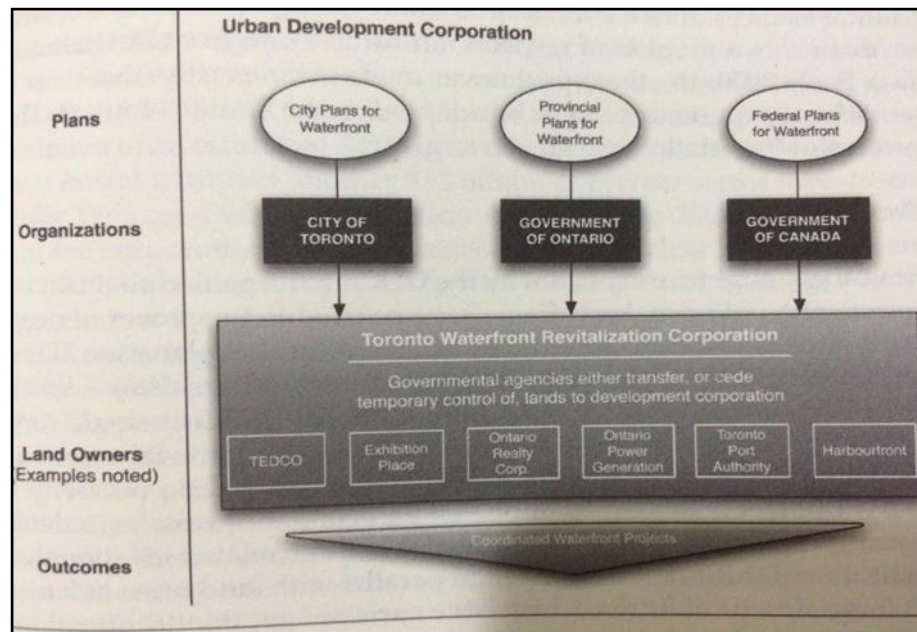 Urban Development Corporation
Plans
City Plans for
Waterfront
Provincial
Plans for
Waterfront
Federal Plans
for Waterfront
Organizations
CITY OF
TORONTO
GOVERNMENT
OF ONTARIO
GOVERNMENT
OF CANADA
Toronto Waterfront Revitalization Corporation
Governmental agencies either transfer, or cede
temporary control of, lands to development corporation
Land Owners
(Examples noted)
TEDCO
Exhibition
Place
Ontario
Realty
Corp.
Ontario
Power
Generation
Toronto
Port
Authority
Harbourfront
Coordinated Waterfront Projects
Outcomes